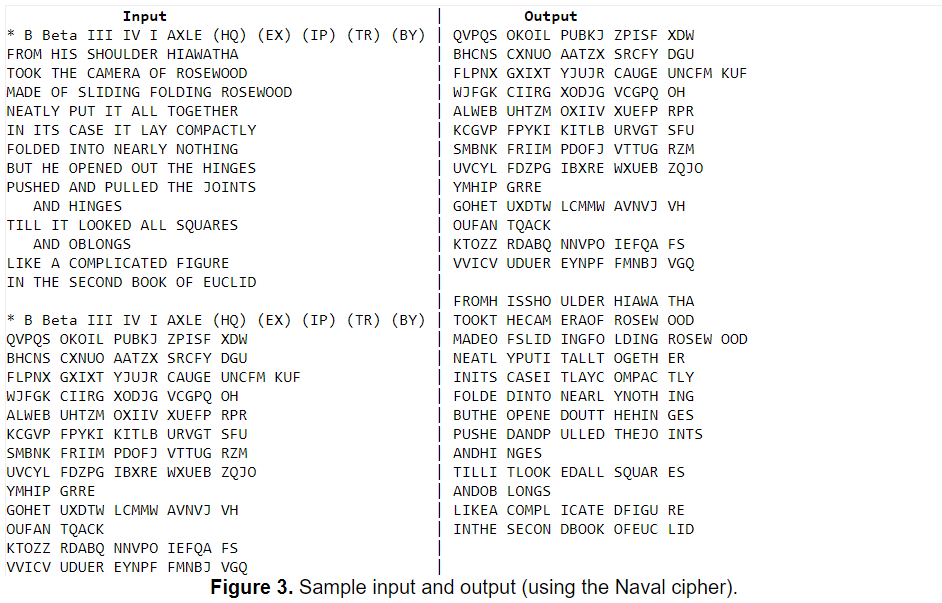 Input | Output
* B Beta III IV I AXLE (HQ) (EX) (IP) (TR) (BY) | QVPQS OKOIL PUBKJ ZPISF XDW
FROM HIS SHOULDER HIAWATHA | BHCNS CXNUO AATZX SRCFY DGU
TOOK THE CAMERA OF ROSEWOOD | FLPNX GXIXT YJUJR CAUGE UNCFM KUF
MADE OF SLIDING FOLDING ROSEWOOD | WJFGK CIIRG XODJG VCGPQ OH
NEATLY PUT IT ALL TOGETHER | ALWEB UHTZM OXIIV XUEFP RPR
IN ITS CASE IT LAY COMPACTLY | KCGVP FPYKI KITLB URVGT SFU
FOLDED INTO NEARLY NOTHING | SMBNK FRIIM PDOFJ VTTUG RZM
BUT HE OPENED OUT THE HINGES | UVCYL FDZPG IBXRE WXUEB ZQJO
PUSHED AND PULLED THE JOINTS | YMHIP GRRE
AND HINGES | GOHET UXDTW LCMMW AVNVJ VH
TILL IT LOOKED ALL SQUARES | OUFAN TQACK
AND OBLONGS | KTOZZ RDABQ NNVPO IEFQA FS
LIKE A COMPLICATED FIGURE | VVICV UDUER EYNPF FMNBJ VGQ
IN THE SECOND BOOK OF EUCLID |
| FROMH ISSHO ULDER HIAWA THA
* B Beta III IV I AXLE (HQ) (EX) (IP) (TR) (BY) | TOOKT HECAM ERAOF ROSEW OOD
QVPQS OKOIL PUBKJ ZPISF XDW | MADEO FSLID INGFO LDING ROSEW OOD
BHCNS CXNUO AATZX SRCFY DGU | NEATL YPUTI TALLT OGETH ER
FLPNX GXIXT YJUJR CAUGE UNCFM KUF | INITS CASEI TLAYC OMPAC TLY
WJFGK CIIRG XODJG VCGPQ OH | FOLDE DINTO NEARL YNOTH ING
ALWEB UHTZM OXIIV XUEFP RPR | BUTHE OPENE DOUTT HEHIN GES
KCGVP FPYKI KITLB URVGT SFU | PUSHE DANDP ULLED THEJO INTS
SMBNK FRIIM PDOFJ VTTUG RZM | ANDHI NGES
UVCYL FDZPG IBXRE WXUEB ZQJO | TILLI TLOOK EDALL SQUAR ES
YMHIP GRRE | ANDOB LONGS
GOHET UXDTW LCMMW AVNVJ VH | LIKEA COMPL ICATE DFIGU RE
OUFAN TQACK | INTHE SECON DBOOK OFEUC LID
KTOZZ RDABQ NNVPO IEFQA FS |
VVICV UDUER EYNPF FMNBJ VGQ |
Figure 3. Sample input and output (using the Naval cipher).